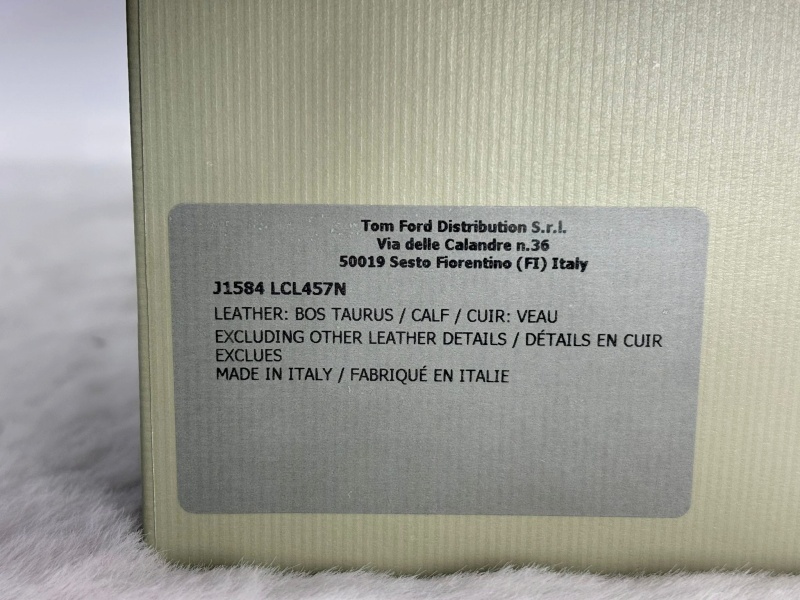 Tom Ford Distribution S.r.l.
Via delle Calandre n.36
50019 Sesto Fiorentino (FI) Italy
J1584 LCL457N
LEATHER: BOS TAURUS / CALF / CUIR: VEAU
EXCLUDING OTHER LEATHER DETAILS / DÉTAILS EN CUIR
EXCLUES
MADE IN ITALY / FABRIQUÉ EN ITALIE